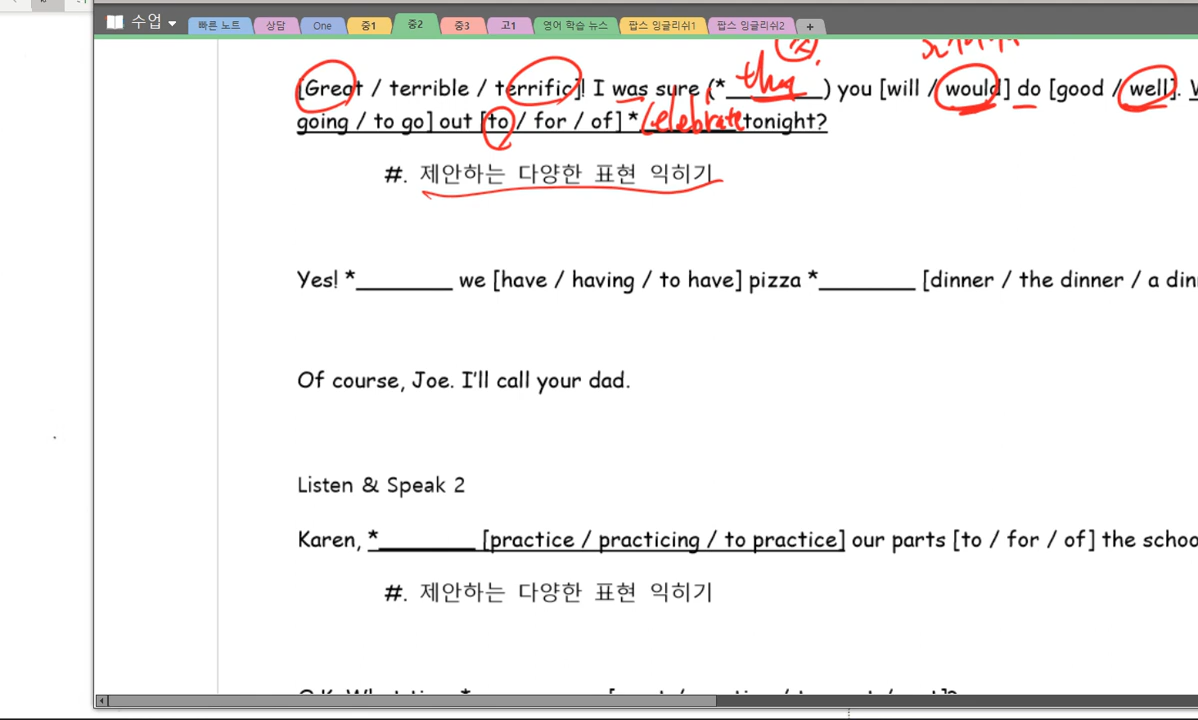 수업 빠른 노트 상담 One 중1 중2 중3 고1 영어 학습 뉴스 팝스 잉글리쉬1 팝스 잉글리쉬2 +
[Great / terrible / terrific]! I was sure (* that ) you [will / would] do [good / well].
going / to go] out [to / for / of] * celebrate tonight?
#. 제안하는 다양한 표현 익히기
Yes! *________ we [have / having / to have] pizza *________ [dinner / the dinner / a din
Of course, Joe. I'll call your dad.
Listen & Speak 2
Karen, *________ [practice / practicing / to practice] our parts [to / for / of] the schoo
#. 제안하는 다양한 표현 익히기